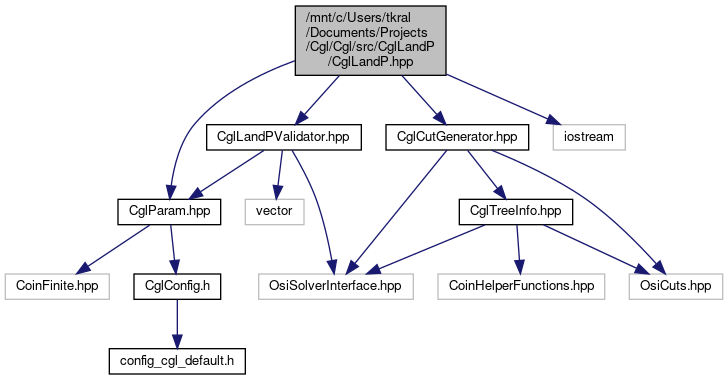 /mnt/c/Users/tkral
/Documents/Projects
/Cgl/Cgl/src/CglLandP
/CglLandP.hpp
CglLandPValidator.hpp
CglCutGenerator.hpp
iostream
CglParam.hpp
vector
CglTreeInfo.hpp
CoinFinite.hpp
CglConfig.h
OsiSolverInterface.hpp
CoinHelperFunctions.hpp
OsiCuts.hpp
config_cgl_default.h